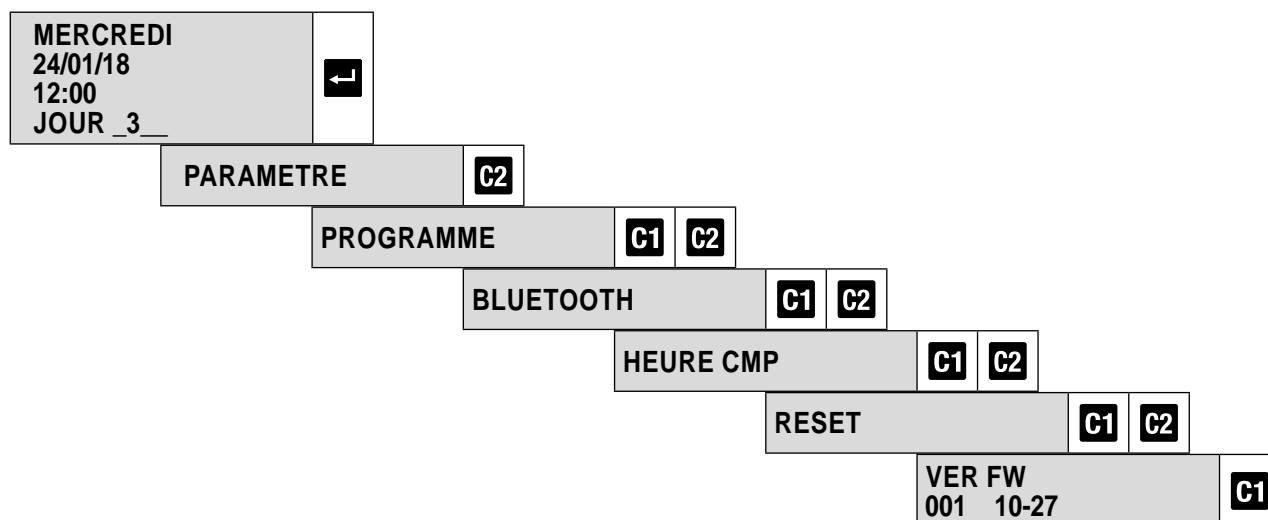 MERCREDI
24/01/18
12:00
JOUR _3__
PARAMETRE C2
PROGRAMME C1 C2
BLUETOOTH C1 C2
HEURE CMP C1 C2
RESET C1 C2
VER FW
001 10-27 C1